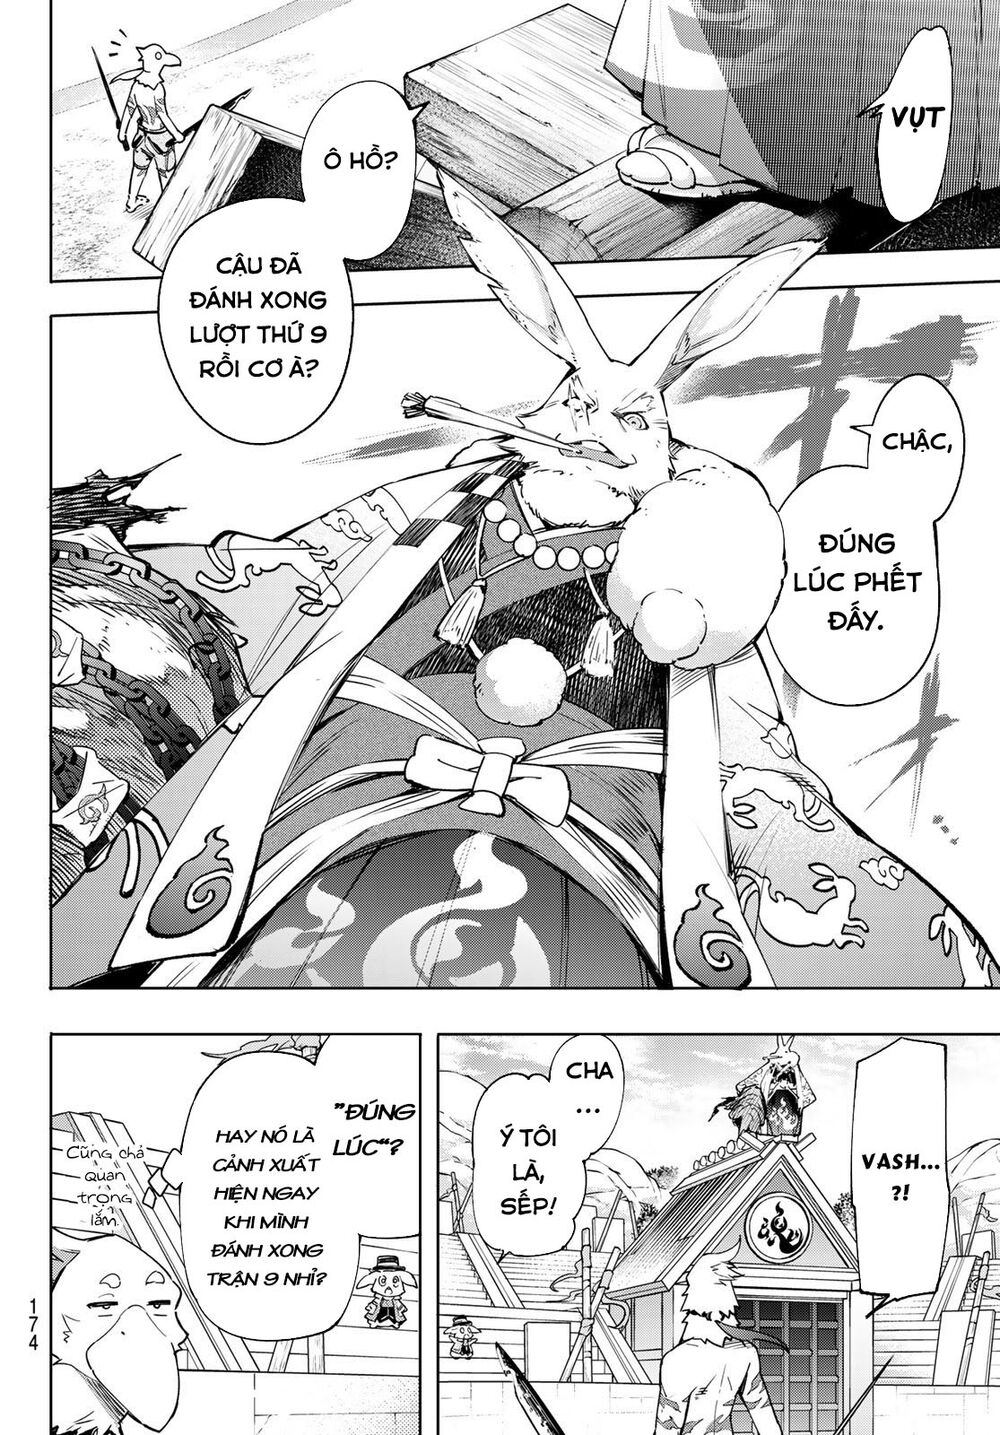 VỤT
Ô HỒ?
CẬU ĐÃ
ĐÁNH XONG
LƯỢT THỨ 9
RỒI CƠ À?
CHẬC,
ĐÚNG
LÚC PHẾT
ĐẤY.
"ĐÚNG
LÚC"?
HAY NÓ LÀ
CẢNH XUẤT
HIỆN NGAY
KHI MÌNH
ĐÁNH XONG
TRẬN 9 NHỈ?
Cũng chả
quan
trọng
lắm.
CHA
...
Ý TÔI
LÀ,
SẾP!
VASH...
?!
174